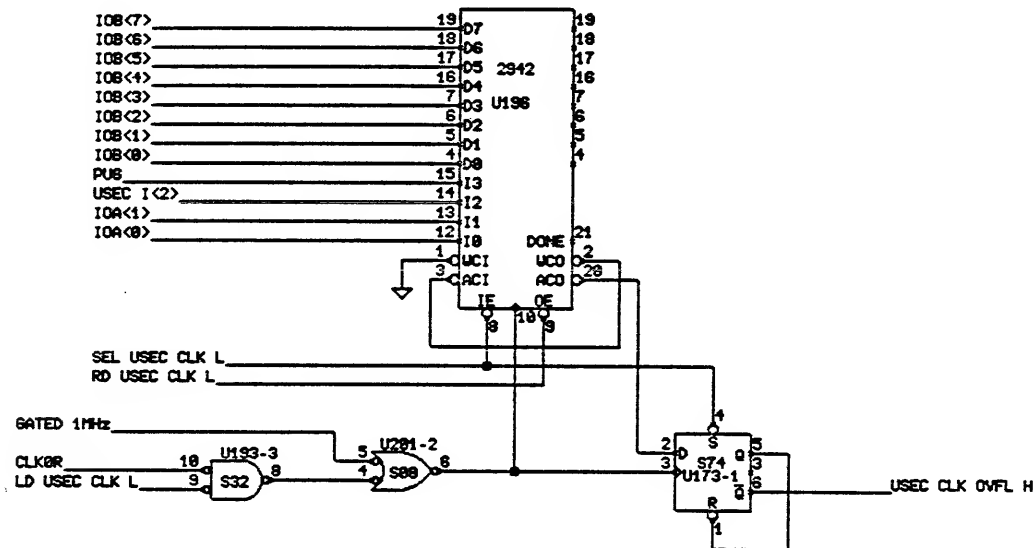 IOB<7> 19 D7 19
IOB<6> 18 D6 18
IOB<5> 17 D5 17
IOB<4> 16 D4 16
2942
IOB<3> 7 D3 7
U196
IOB<2> 6 D2 6
IOB<1> 5 D1 5
IOB<0> 4 D0 4
PU6 15 I3
USEC I<2> 14 I2
IOA<1> 13 I1
IOA<0> 12 I0 DONE 21
1 WCI WCO 2
3 ACI ACO 20
IE OE
8 10 9
SEL USEC CLK L
RD USEC CLK L
4
GATED 1MHz
S
U193-3 U201-2
5 6 2 D Q 5
CLK0R 10 8 4 S08 3 S74 3
S32 U173-1
LD USEC CLK L 9 Q 6 USEC CLK OVFL H
R
1